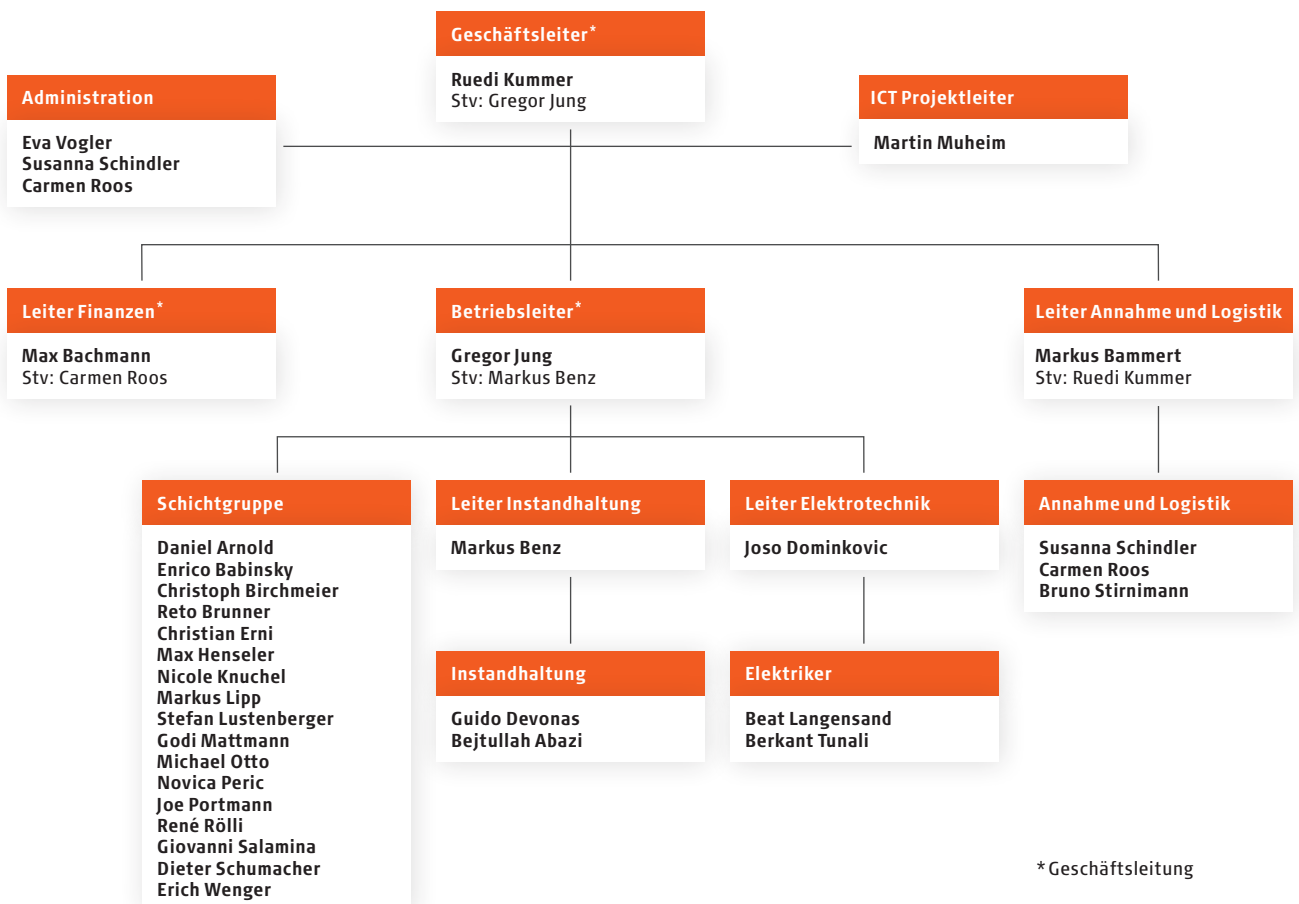 Geschäftsleiter*
Ruedi Kummer
Stv: Gregor Jung
Administration
Eva Vogler
Susanna Schindler
Carmen Roos
ICT Projektleiter
Martin Muheim
Leiter Finanzen*
Max Bachmann
Stv: Carmen Roos
Betriebsleiter*
Gregor Jung
Stv: Markus Benz
Leiter Annahme und Logistik
Markus Bammert
Stv: Ruedi Kummer
Schichtgruppe
Daniel Arnold
Enrico Babinsky
Christoph Birchmeier
Reto Brunner
Christian Erni
Max Henseler
Nicole Knuchel
Markus Lipp
Stefan Lustenberger
Godi Mattmann
Michael Otto
Novica Peric
Joe Portmann
René Rölli
Giovanni Salamina
Dieter Schumacher
Erich Wenger
Leiter Instandhaltung
Markus Benz
Instandhaltung
Guido Devonas
Bejtullah Abazi
Leiter Elektrotechnik
Joso Dominkovic
Elektriker
Beat Langensand
Berkant Tunali
Annahme und Logistik
Susanna Schindler
Carmen Roos
Bruno Stirnimann
* Geschäftsleitung